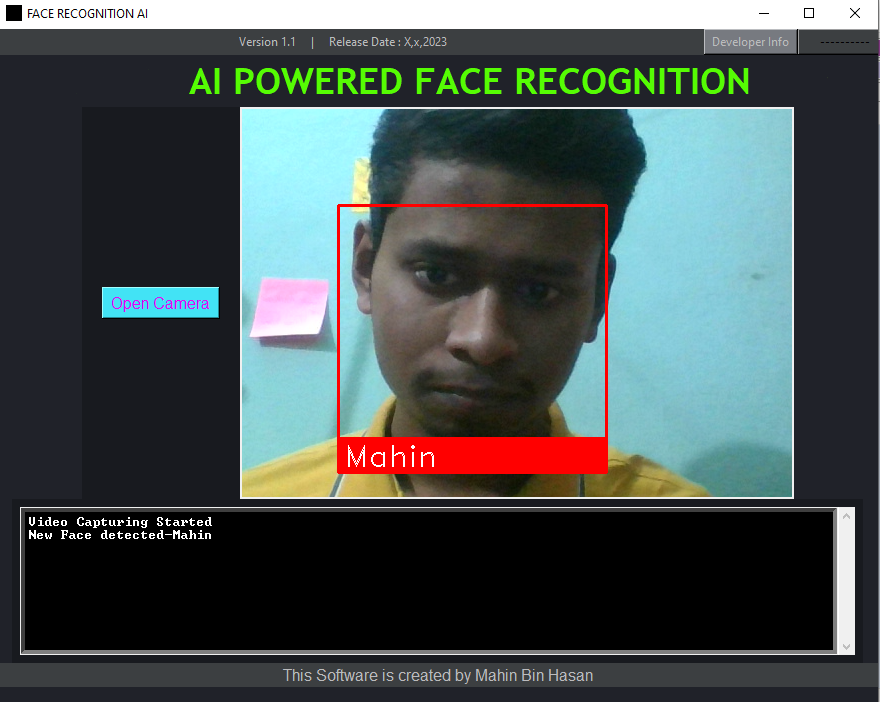 FACE RECOGNITION AI
Version 1.1 | Release Date : X,x,2023 Developer Info ----------
AI POWERED FACE RECOGNITION
Open Camera
Mahin
Video Capturing Started
New Face detected-Mahin
This Software is created by Mahin Bin Hasan